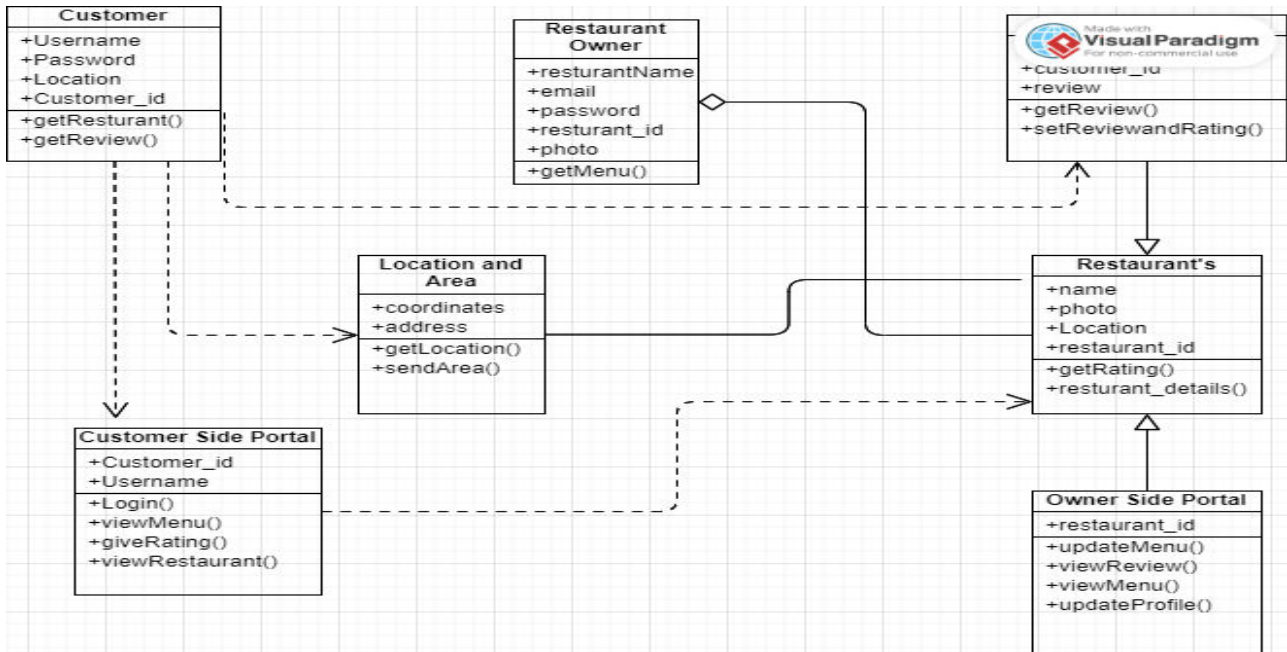 Customer
+Username
+Password
+Location
+Customer_id
+getResturant()
+getReview()
Restaurant
Owner
+resturantName
+email
+password
+resturant_id
+photo
+getMenu()
Made with
Visual Paradigm
For non-commercial use
+customer_id
+review
+getReview()
+setReviewandRating()
Location and
Area
+coordinates
+address
+getLocation()
+sendArea()
Restaurant's
+name
+photo
+Location
+restaurant_id
+getRating()
+resturant_details()
Customer Side Portal
+Customer_id
+Username
+Login()
+viewMenu()
+giveRating()
+viewRestaurant()
Owner Side Portal
+restaurant_id
+updateMenu()
+viewReview()
+viewMenu()
+updateProfile()